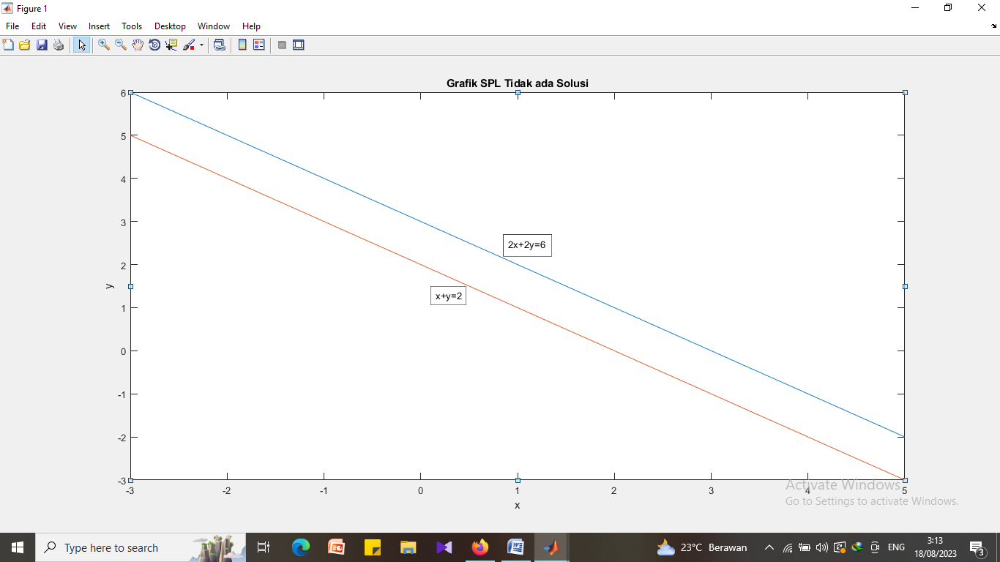 Figure 1
File Edit View Insert Tools Desktop Window Help
Grafik SPL Tidak ada Solusi
6
5
4
3
2
1
0
-1
-2
-3
y
2x+2y=6
x+y=2
-3 -2 -1 0 1 2 3 4 5
x
Activate Windows
Go to Settings to activate Windows.
Type here to search
23°C Berawan
ENG
3:13
18/08/2023
3